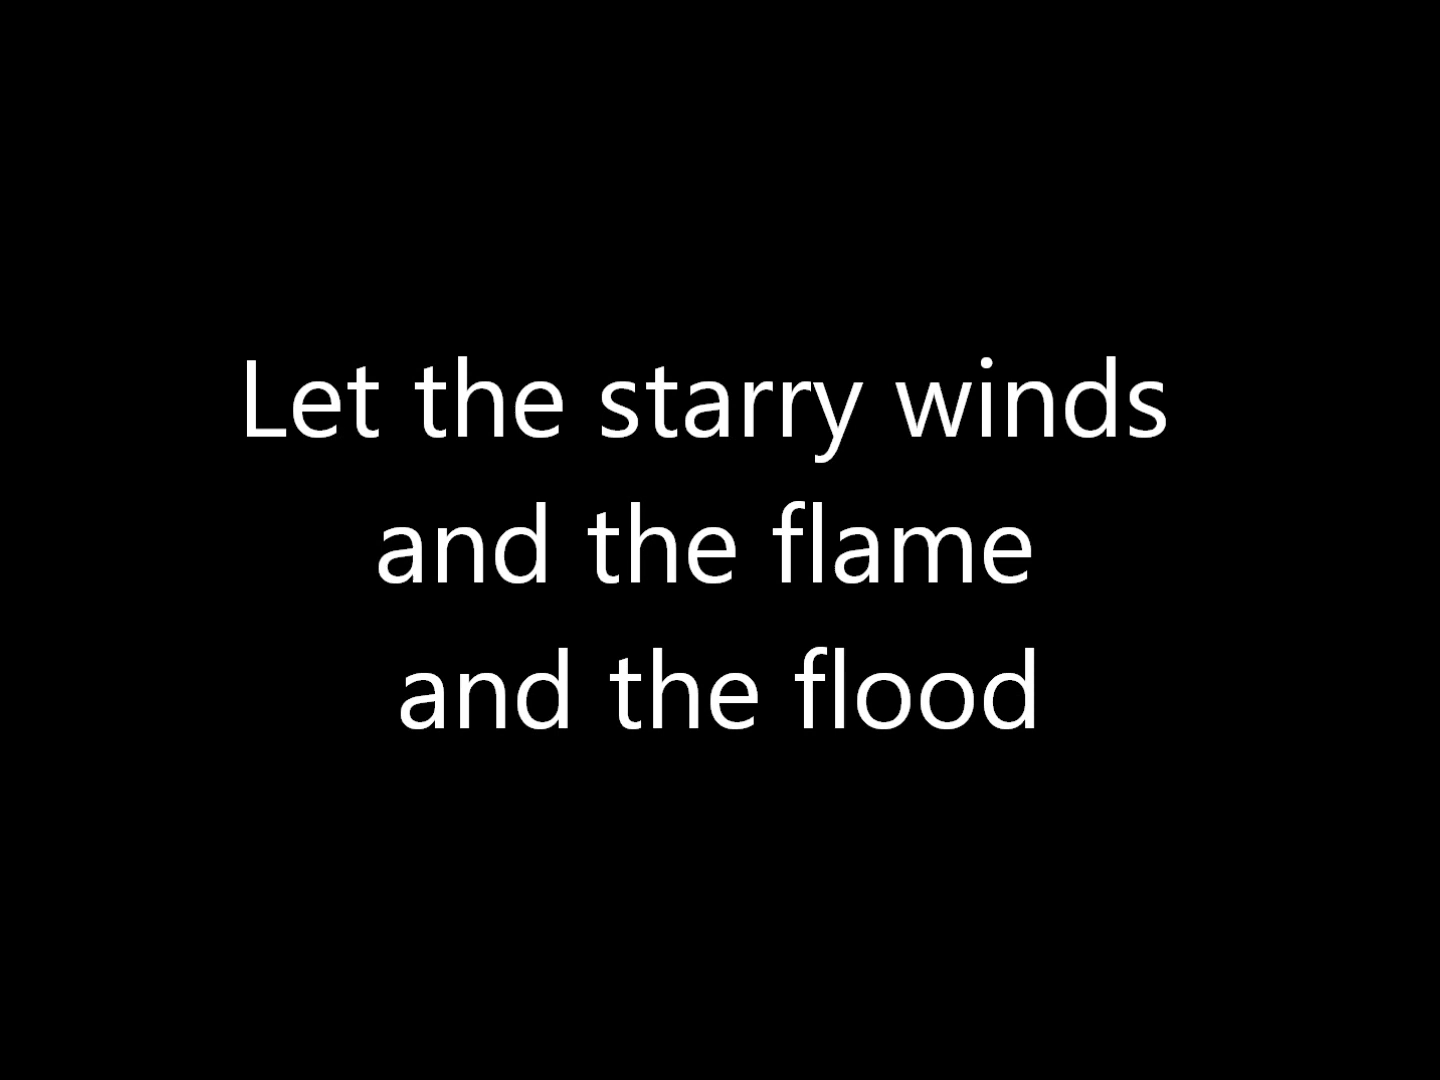 Let the starry winds
and the flame
and the flood